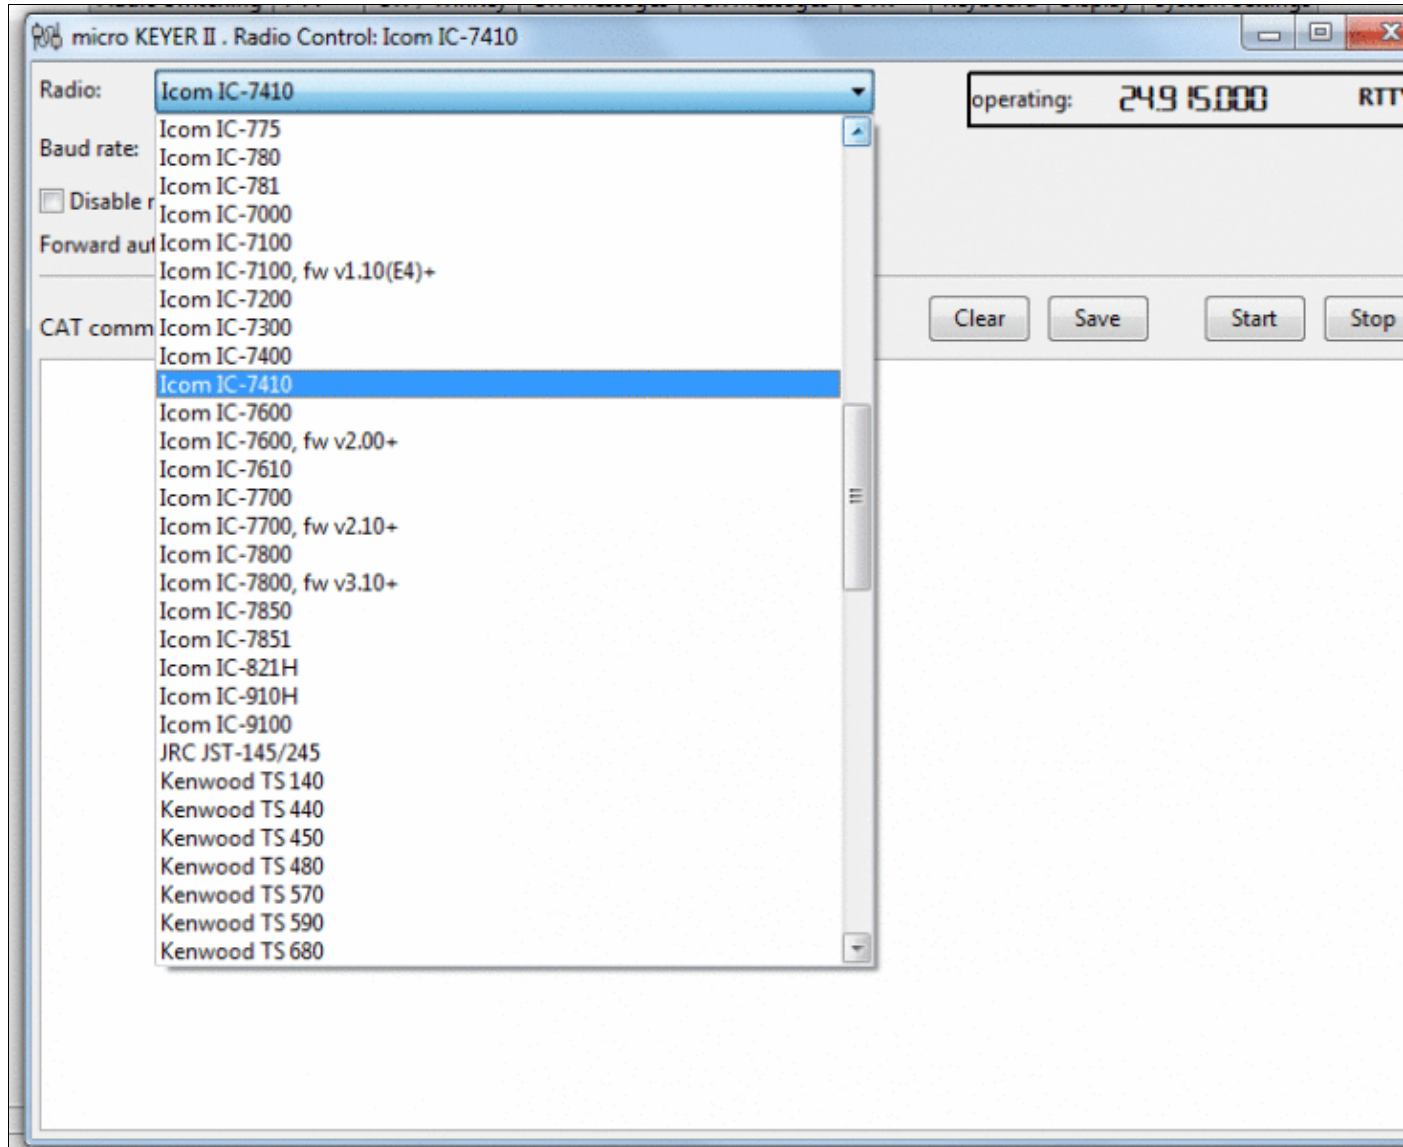 micro KEYER II . Radio Control: Icom IC-7410
Radio: Icom IC-7410
operating: 24.915.000 RTTY
Icom IC-775
Baud rate:
Icom IC-780
Icom IC-781
Disable r
Icom IC-7000
Icom IC-7100
Forward aut
Icom IC-7100, fw v1.10(E4)+
Icom IC-7200
Clear Save Start Stop
CAT comm
Icom IC-7300
Icom IC-7400
Icom IC-7410
Icom IC-7600
Icom IC-7600, fw v2.00+
Icom IC-7610
Icom IC-7700
Icom IC-7700, fw v2.10+
Icom IC-7800
Icom IC-7800, fw v3.10+
Icom IC-7850
Icom IC-7851
Icom IC-821H
Icom IC-910H
Icom IC-9100
JRC JST-145/245
Kenwood TS 140
Kenwood TS 440
Kenwood TS 450
Kenwood TS 480
Kenwood TS 570
Kenwood TS 590
Kenwood TS 680